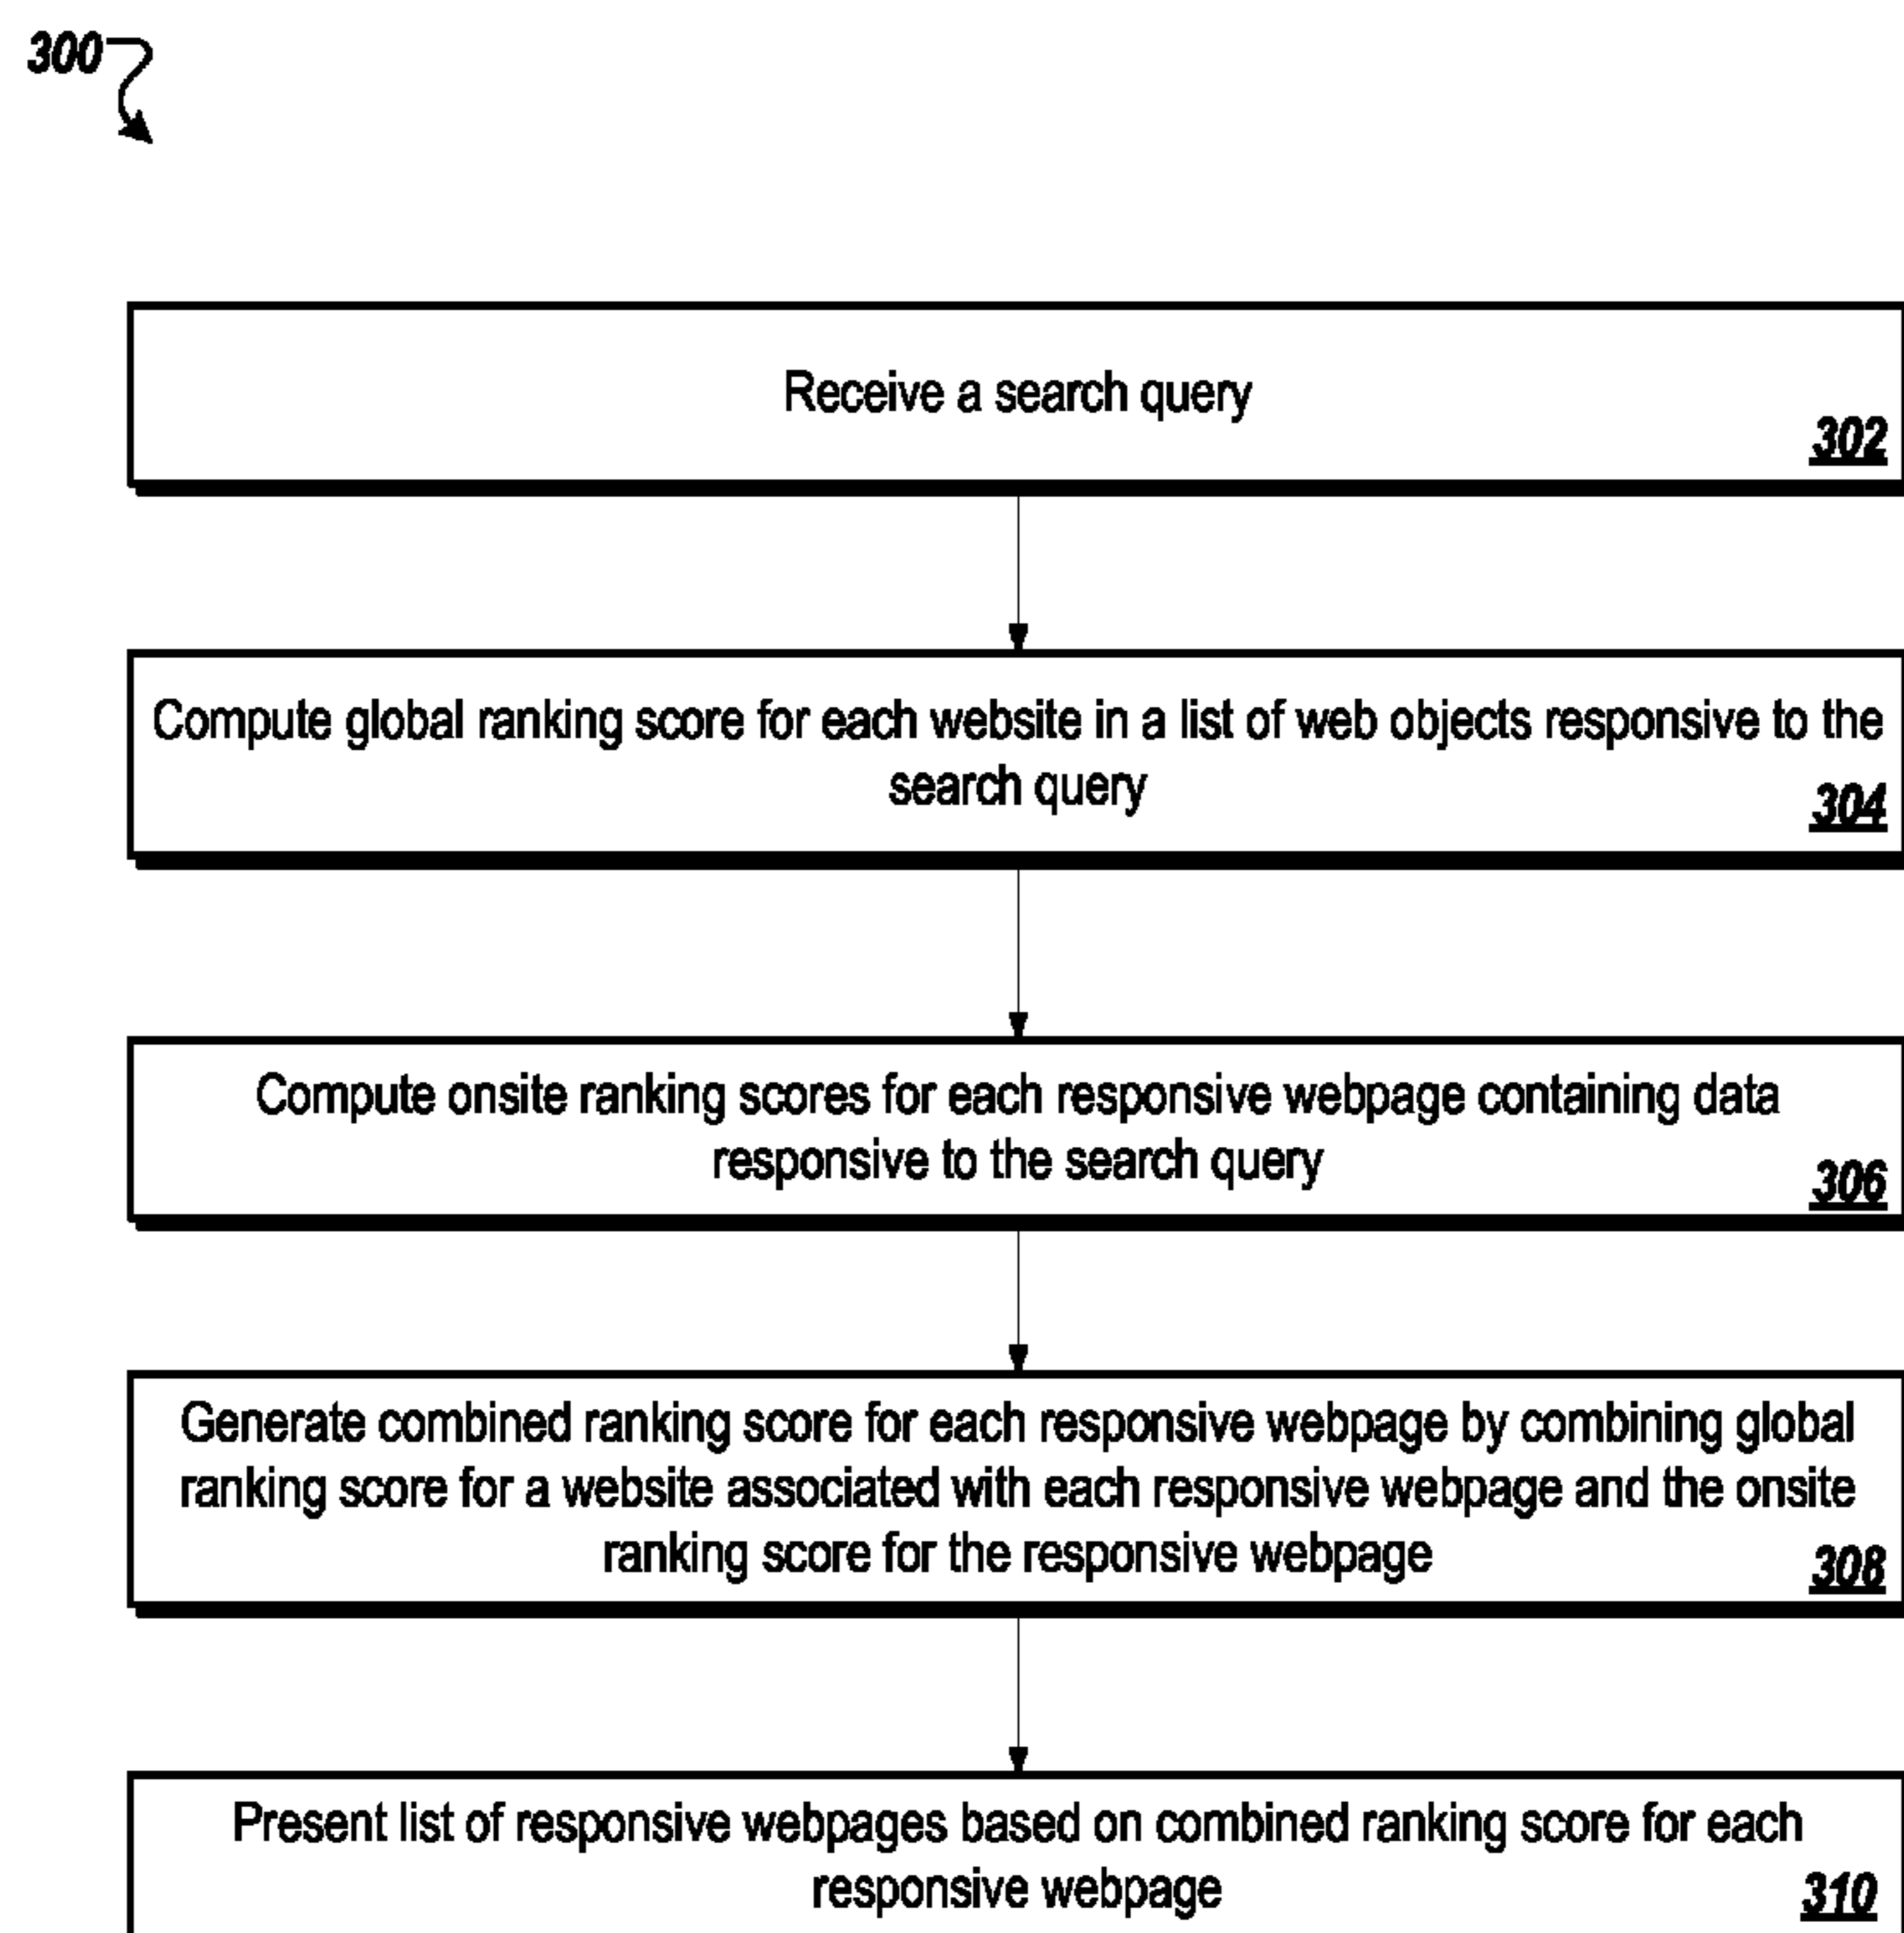 300
Receive a search query
302
Compute global ranking score for each website in a list of web objects responsive to the
search query
304
Compute onsite ranking scores for each responsive webpage containing data
responsive to the search query
306
Generate combined ranking score for each responsive webpage by combining global
ranking score for a website associated with each responsive webpage and the onsite
ranking score for the responsive webpage
308
Present list of responsive webpages based on combined ranking score for each
responsive webpage
310